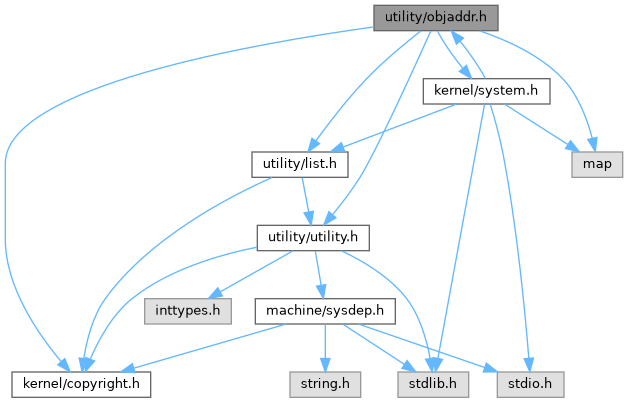 utility/objaddr.h
kernel/system.h
utility/list.h
map
utility/utility.h
inttypes.h
machine/sysdep.h
kernel/copyright.h
string.h
stdlib.h
stdio.h